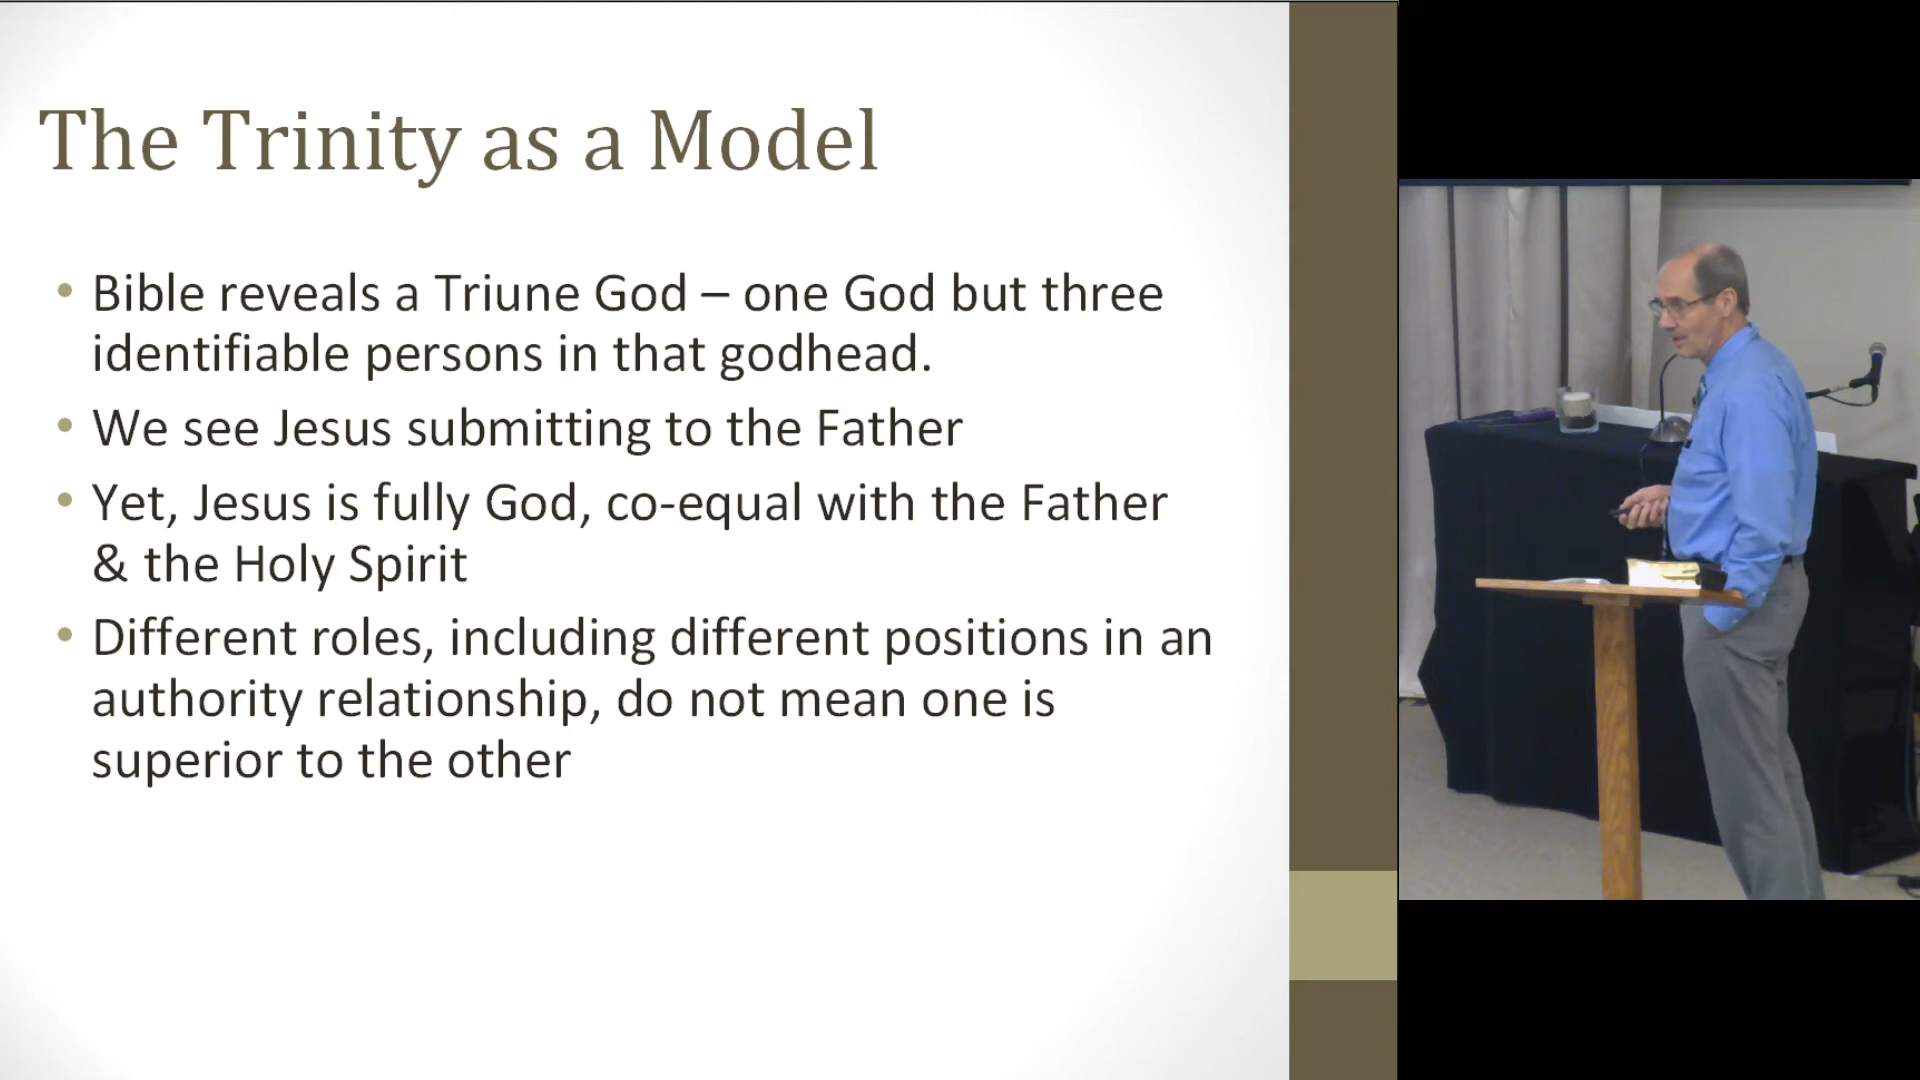 The Trinity as a Model
• Bible reveals a Triune God – one God but three
identifiable persons in that godhead.
• We see Jesus submitting to the Father
• Yet, Jesus is fully God, co-equal with the Father
& the Holy Spirit
• Different roles, including different positions in an
authority relationship, do not mean one is
superior to the other